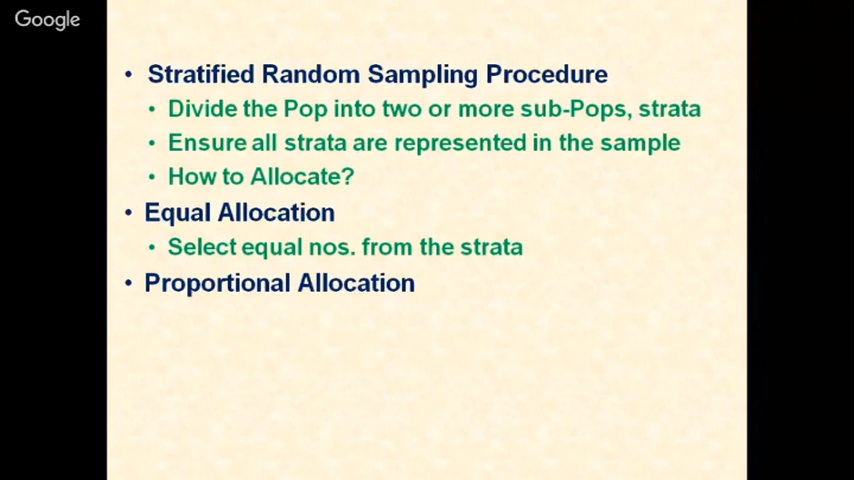 Google
• Stratified Random Sampling Procedure
• Divide the Pop into two or more sub-Pops, strata
• Ensure all strata are represented in the sample
• How to Allocate?
• Equal Allocation
• Select equal nos. from the strata
• Proportional Allocation